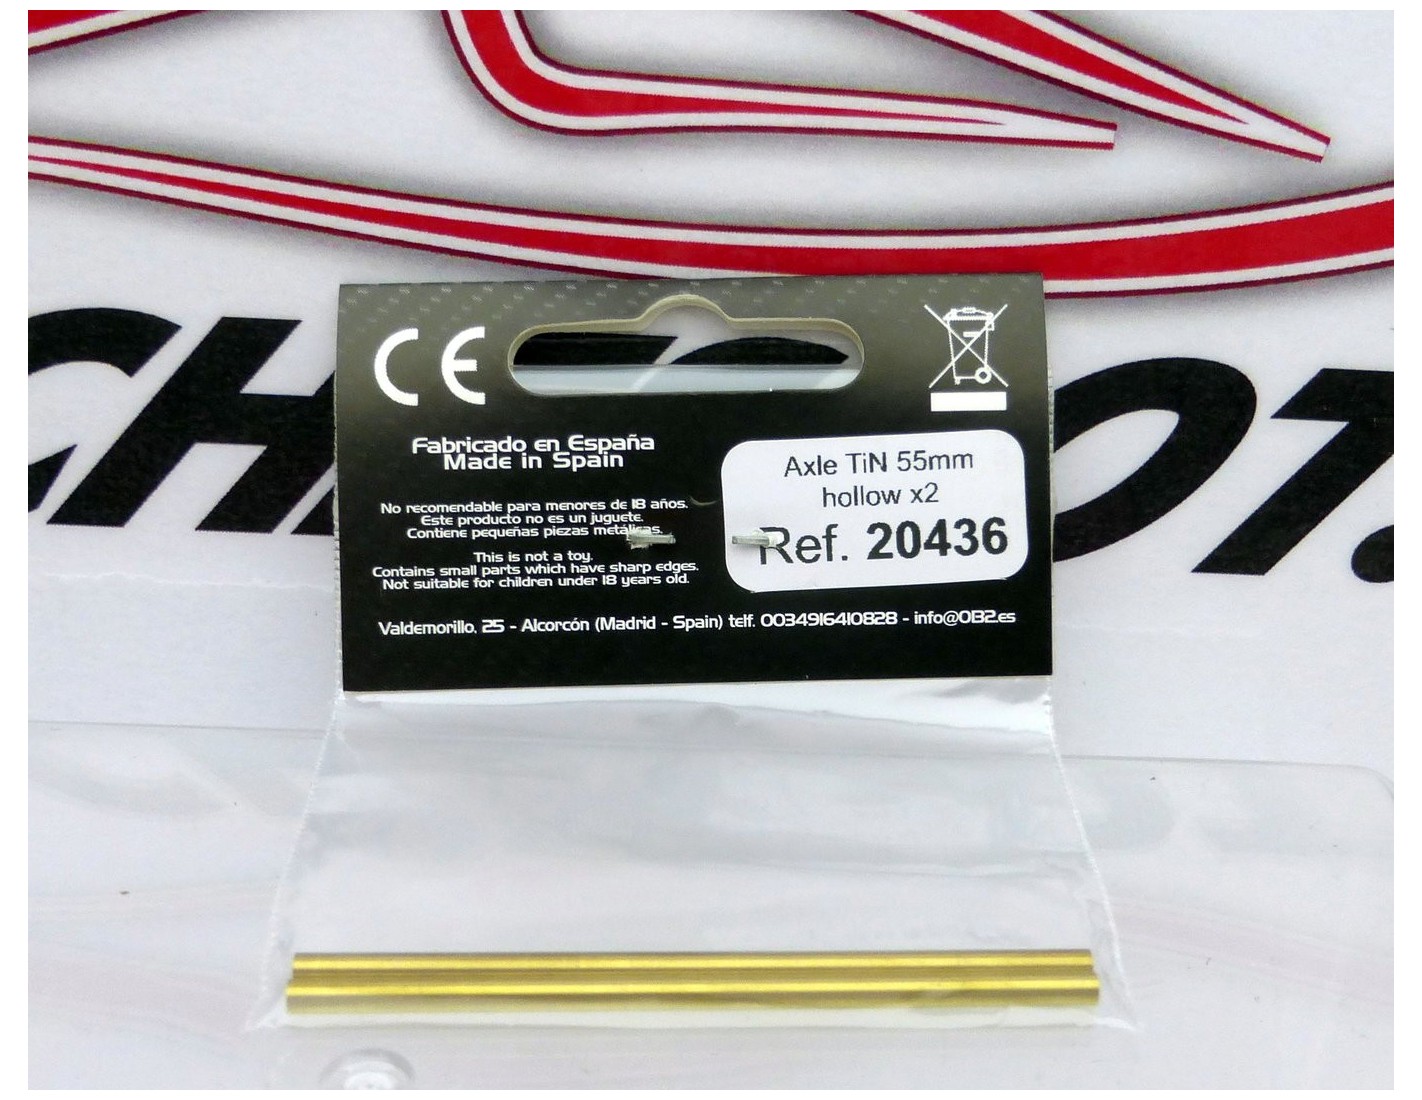 CE
Fabricado en España
Made in Spain
No recomendable para menores de 18 años.
Este producto no es un juguete.
Contiene pequeñas piezas metálicas.
This is not a toy.
Contains small parts which have sharp edges.
Not suitable for children under 18 years old.
Axle TiN 55mm
hollow x2
Ref. 20436
Valdemorillo, 25 - Alcorcón (Madrid - Spain) telf. 0034916410828 - info@OB2.es